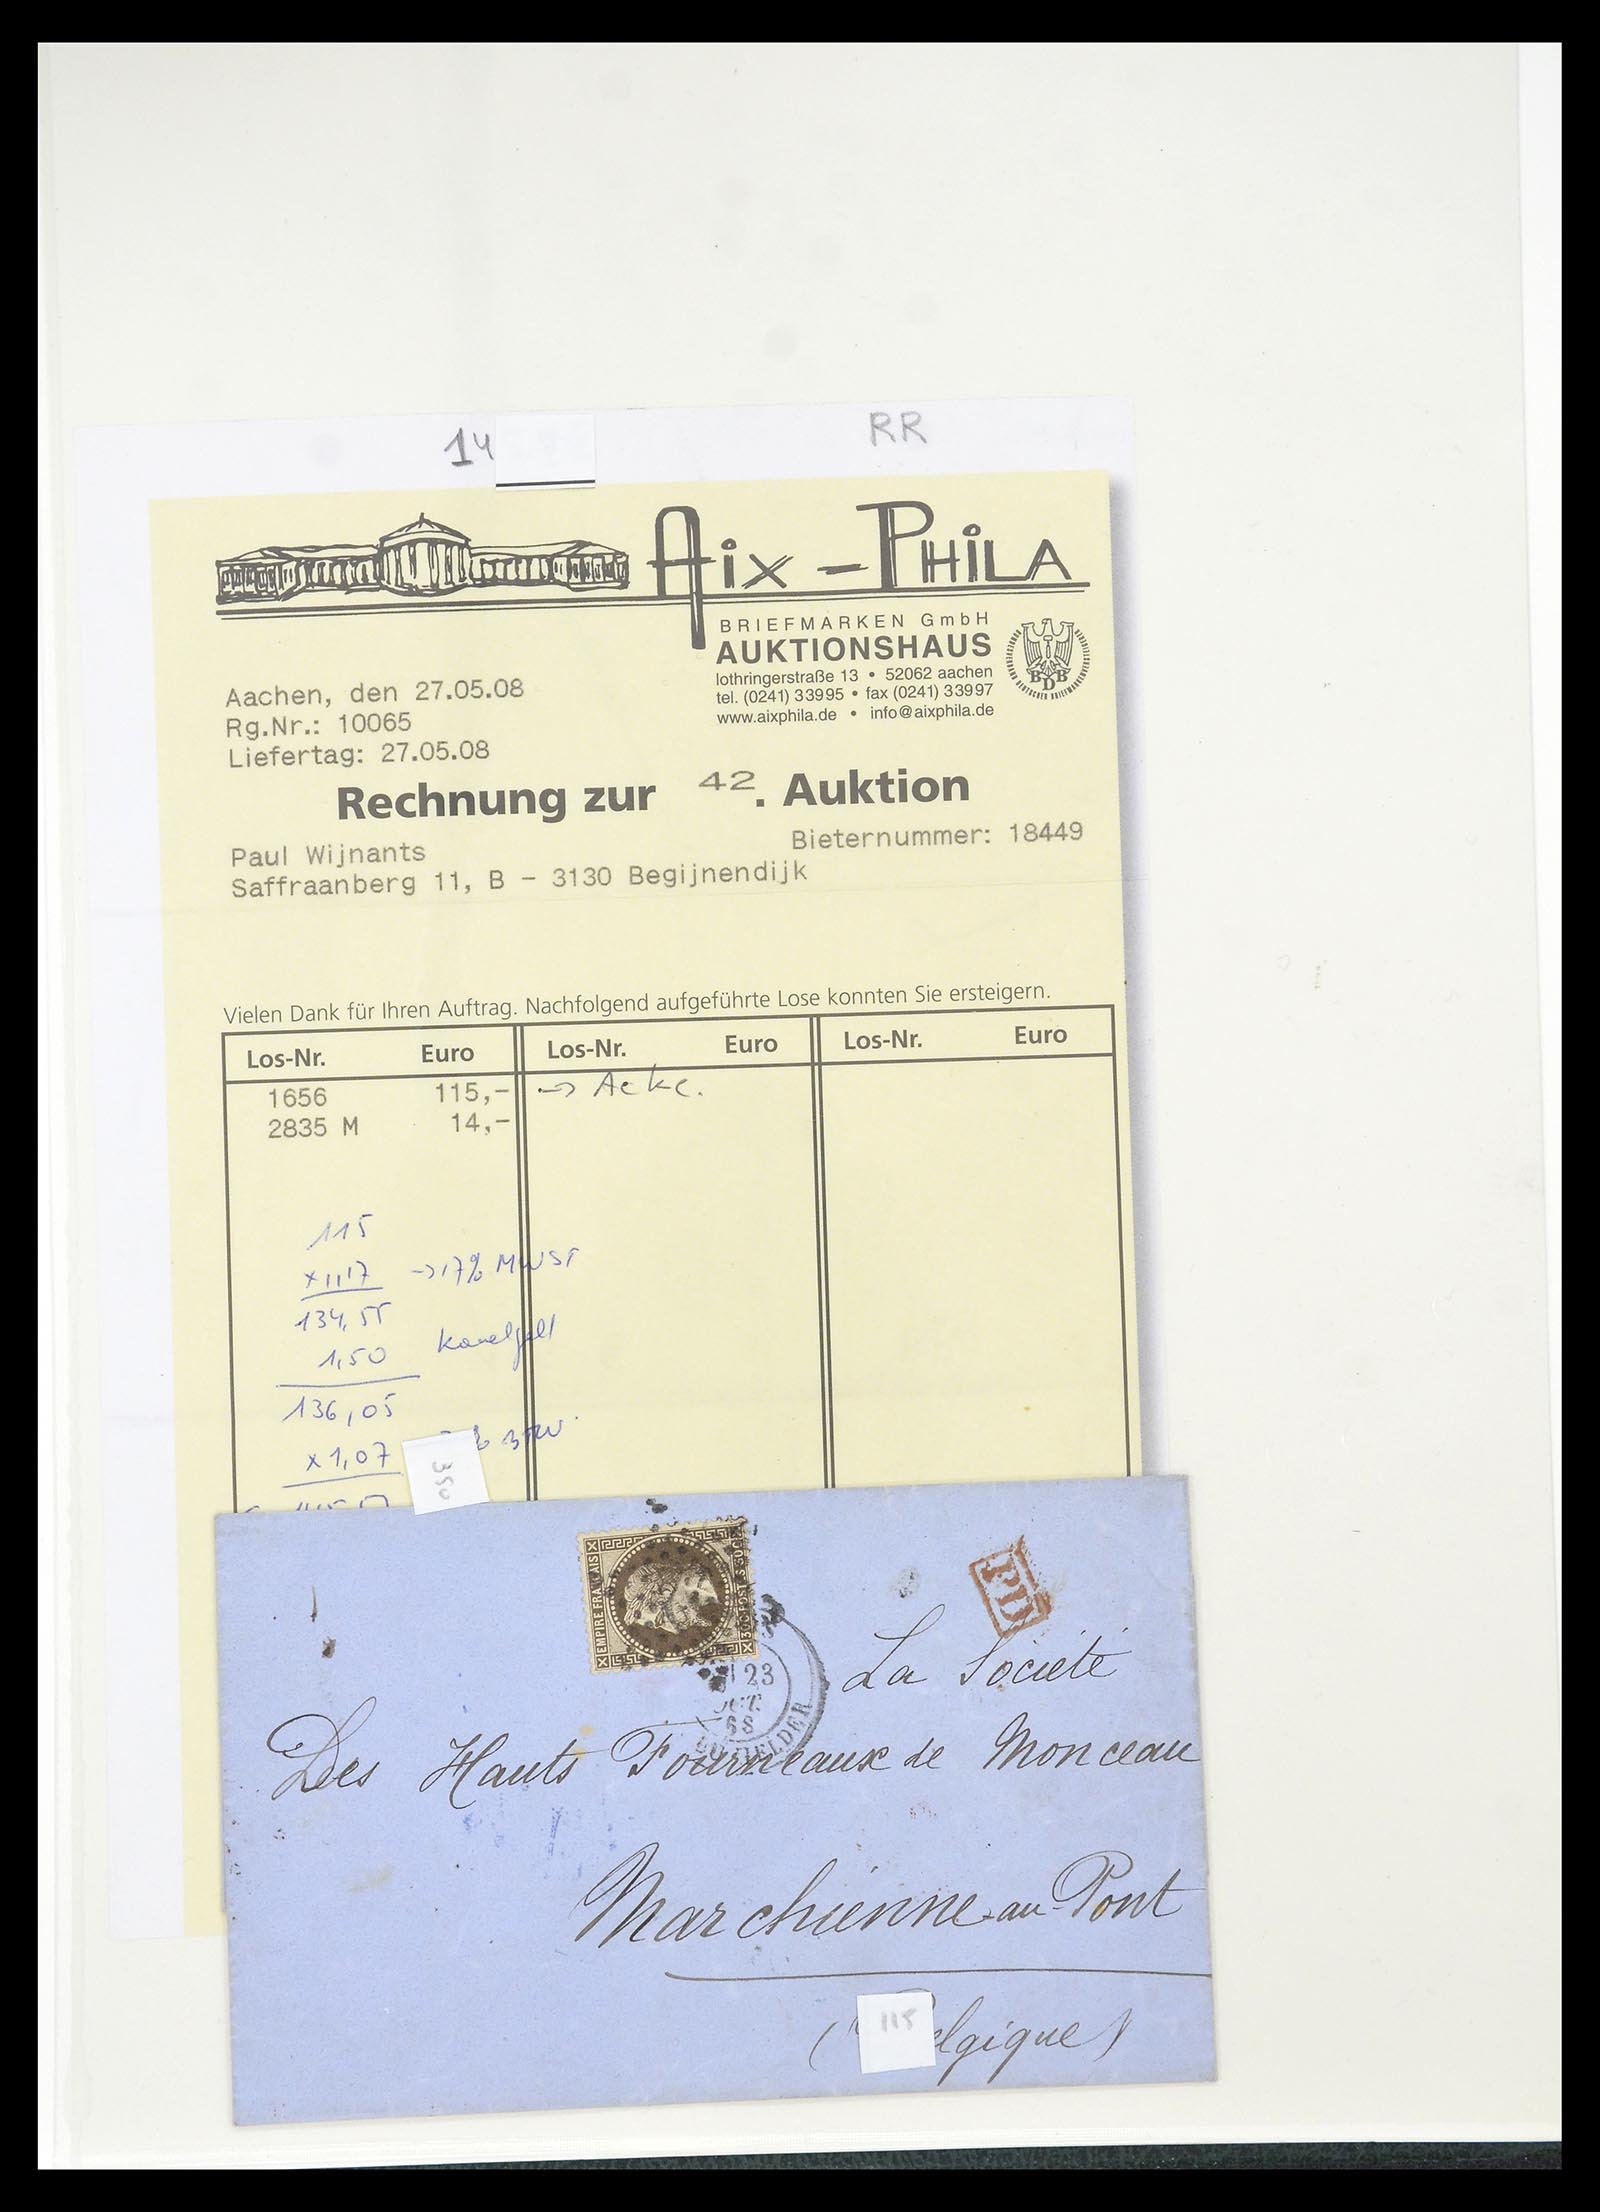 14
RR
Aix-Phila
BRIEFMARKEN GmbH
AUKTIONSHAUS
lothringerstraße 13 • 52062 aachen
tel. (0241) 33995 • fax (0241) 33997
www.aixphila.de • info@aixphila.de
BDB
Aachen, den 27.05.08
Rg.Nr.: 10065
Liefertag: 27.05.08
Rechnung zur 42. Auktion
Bieternummer: 18449
Paul Wijnants
Saffraanberg 11, B - 3130 Begijnendijk
Vielen Dank für Ihren Auftrag. Nachfolgend aufgeführte Lose konnten Sie ersteigern.
Los-Nr. Euro Los-Nr. Euro Los-Nr. Euro
1656 115,-
2835 M 14,-
115
x1,17 →17% MWST
134,55
1,50
136,05
x1,07
350
EMPIRE FRANÇAIS
PD
23
OCT.
68
La Société
Des Hauts Fourneaux de Monceau
Marchienne-au-Pont
115